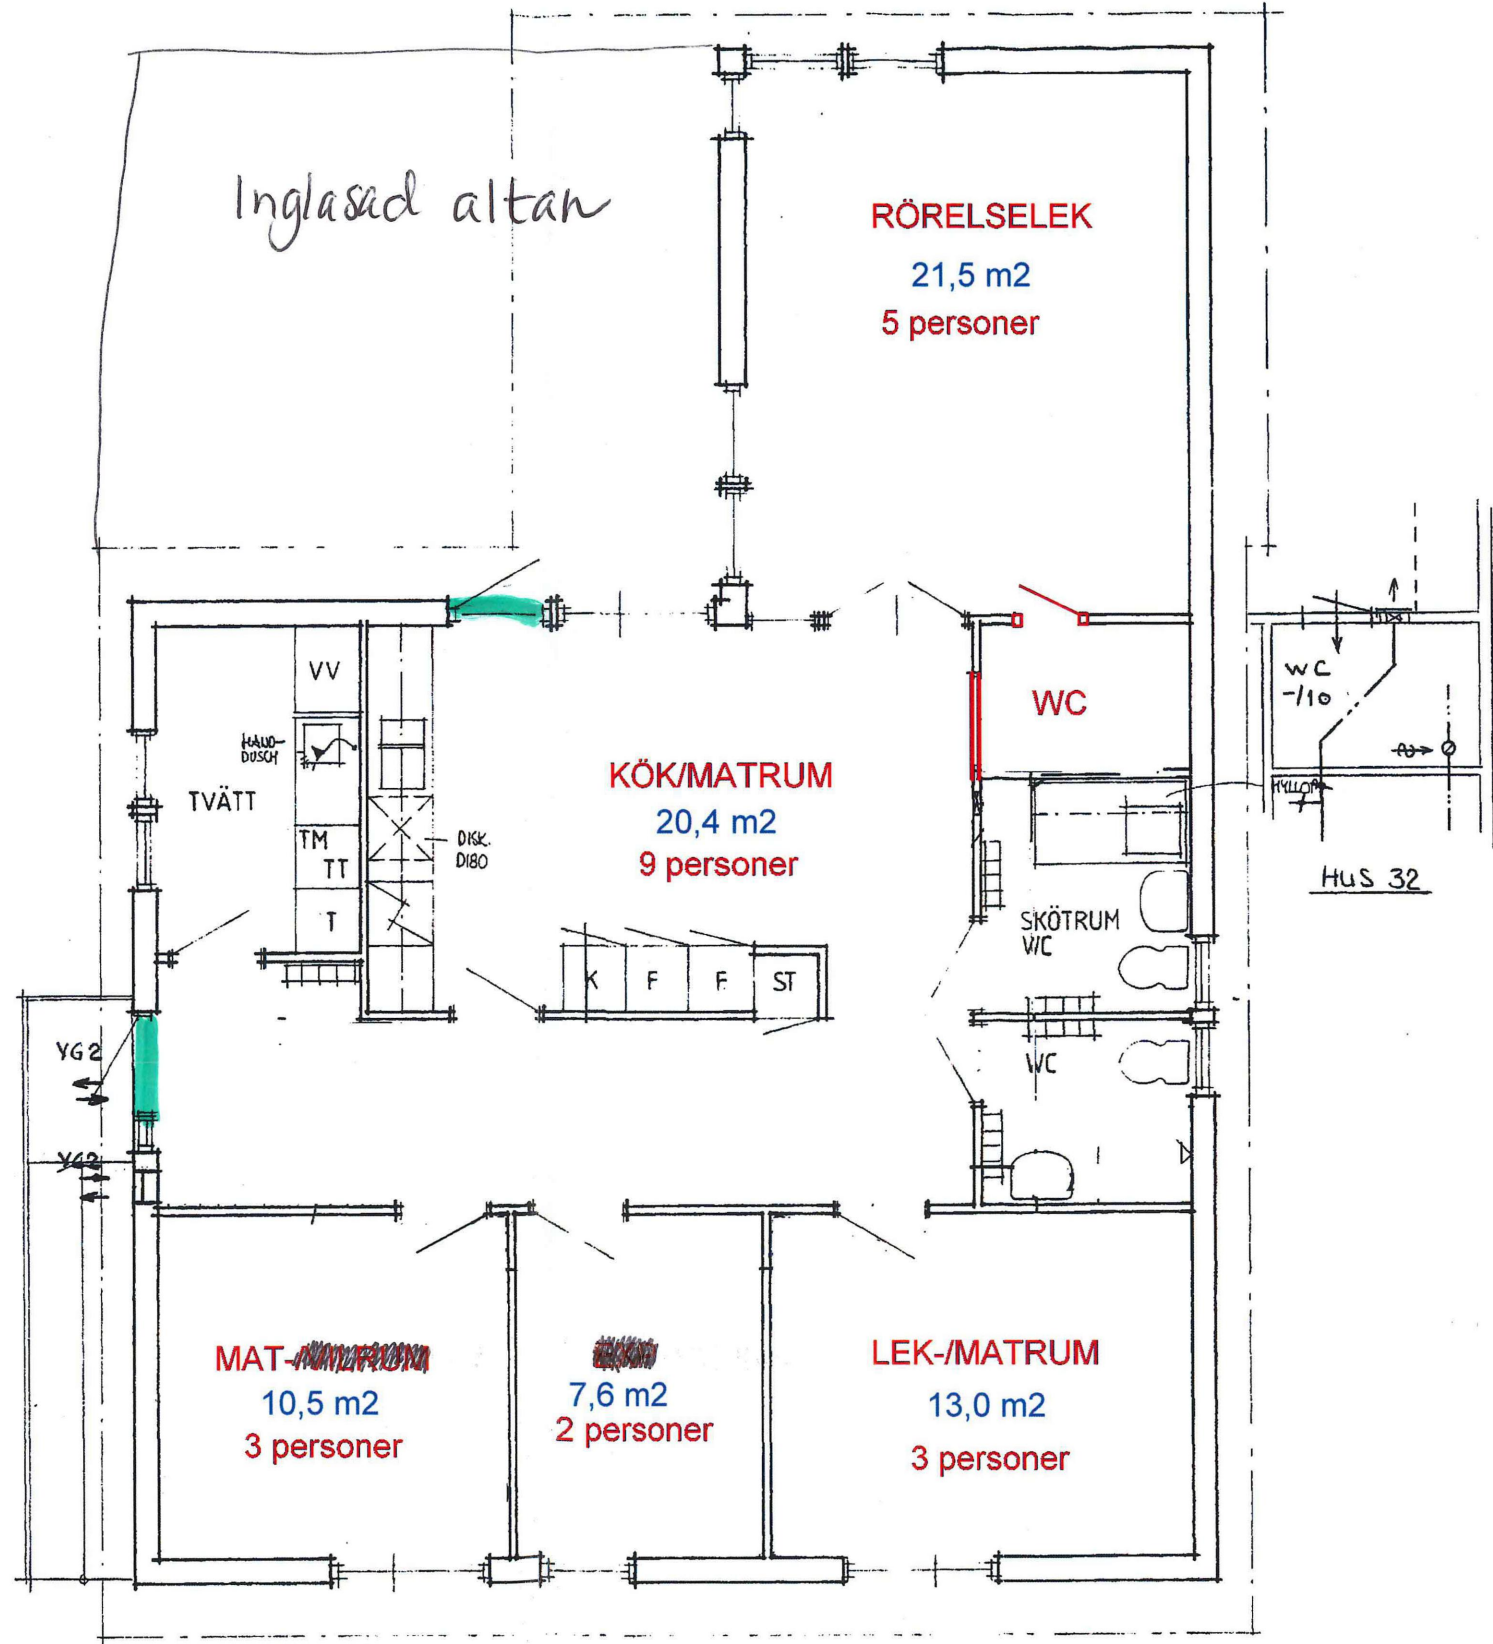 Inglasad altan
RÖRELSELEK
21,5 m2
5 personer
VV
HAND-
DUSCH
TVÄTT
TM
TT
T
DISK.
D180
KÖK/MATRUM
20,4 m2
9 personer
WC
WC
-/10
HYLLOR
HUS 32
SKÖTRUM
WC
K
F
F
ST
YG2
YG2
WC
MAT-
10,5 m2
3 personer
7,6 m2
2 personer
LEK-/MATRUM
13,0 m2
3 personer